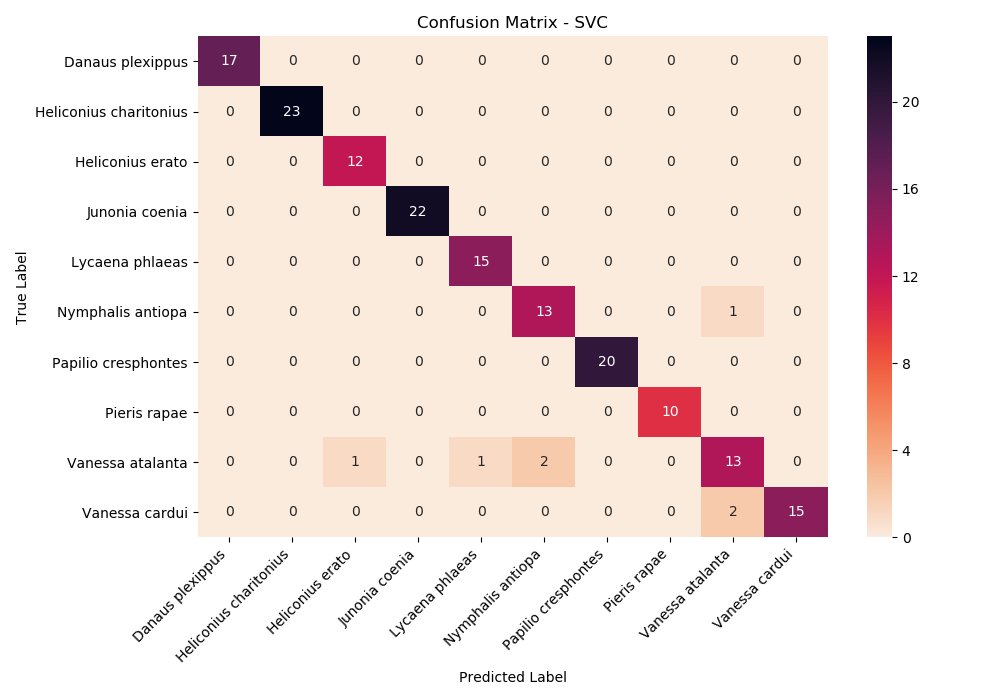 Confusion Matrix - SVC
True Label
Danaus plexippus 17 0 0 0 0 0 0 0 0 0
Heliconius charitonius 0 23 0 0 0 0 0 0 0 0
Heliconius erato 0 0 12 0 0 0 0 0 0 0
Junonia coenia 0 0 0 22 0 0 0 0 0 0
Lycaena phlaeas 0 0 0 0 15 0 0 0 0 0
Nymphalis antiopa 0 0 0 0 0 13 0 0 1 0
Papilio cresphontes 0 0 0 0 0 0 20 0 0 0
Pieris rapae 0 0 0 0 0 0 0 10 0 0
Vanessa atalanta 0 0 1 0 1 2 0 0 13 0
Vanessa cardui 0 0 0 0 0 0 0 0 2 15
Danaus plexippus
Heliconius charitonius
Heliconius erato
Junonia coenia
Lycaena phlaeas
Nymphalis antiopa
Papilio cresphontes
Pieris rapae
Vanessa atalanta
Vanessa cardui
Predicted Label
20
16
12
8
4
0